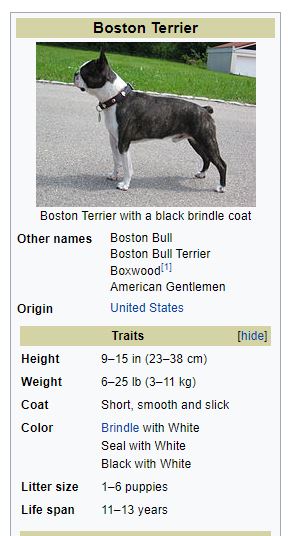 Boston Terrier
Boston Terrier with a black brindle coat
Other names Boston Bull
Boston Bull Terrier
Boxwood[1]
American Gentlemen
Origin United States
Traits [hide]
Height 9–15 in (23–38 cm)
Weight 6–25 lb (3–11 kg)
Coat Short, smooth and slick
Color Brindle with White
Seal with White
Black with White
Litter size 1–6 puppies
Life span 11–13 years